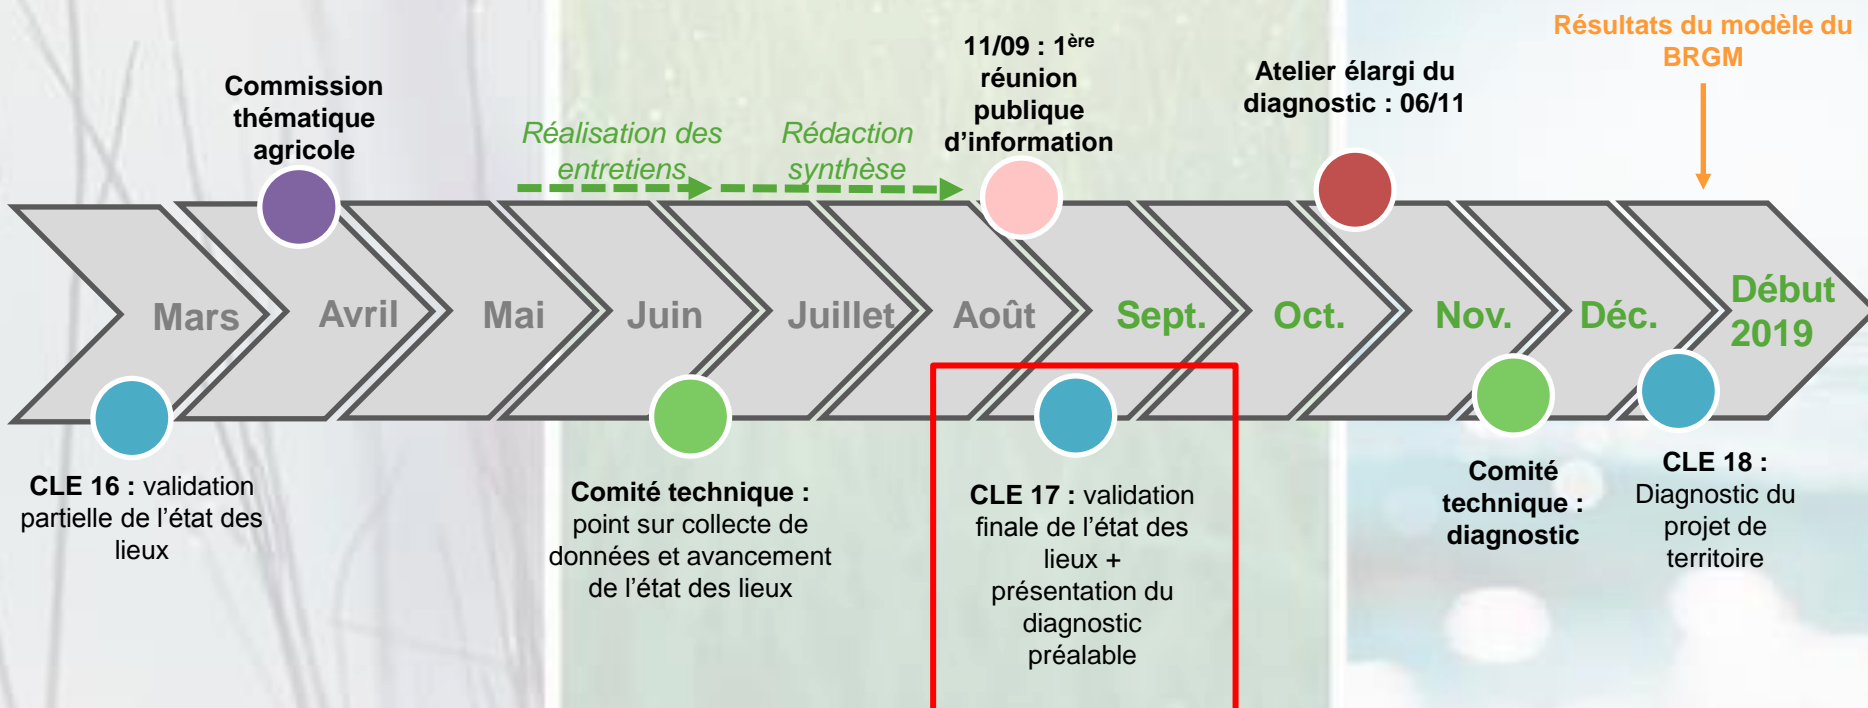 Résultats du modèle du
BRGM
11/09 : 1ère
réunion
publique
d’information
Atelier élargi du
diagnostic : 06/11
Commission
thématique
agricole
Réalisation des
entretiens
Rédaction
synthèse
Mars
Avril
Mai
Juin
Juillet
Août
Sept.
Oct.
Nov.
Déc.
Début
2019
CLE 16 : validation
partielle de l’état des
lieux
Comité technique :
point sur collecte de
données et avancement
de l’état des lieux
CLE 17 : validation
finale de l’état des
lieux +
présentation du
diagnostic
préalable
Comité
technique :
diagnostic
CLE 18 :
Diagnostic du
projet de
territoire